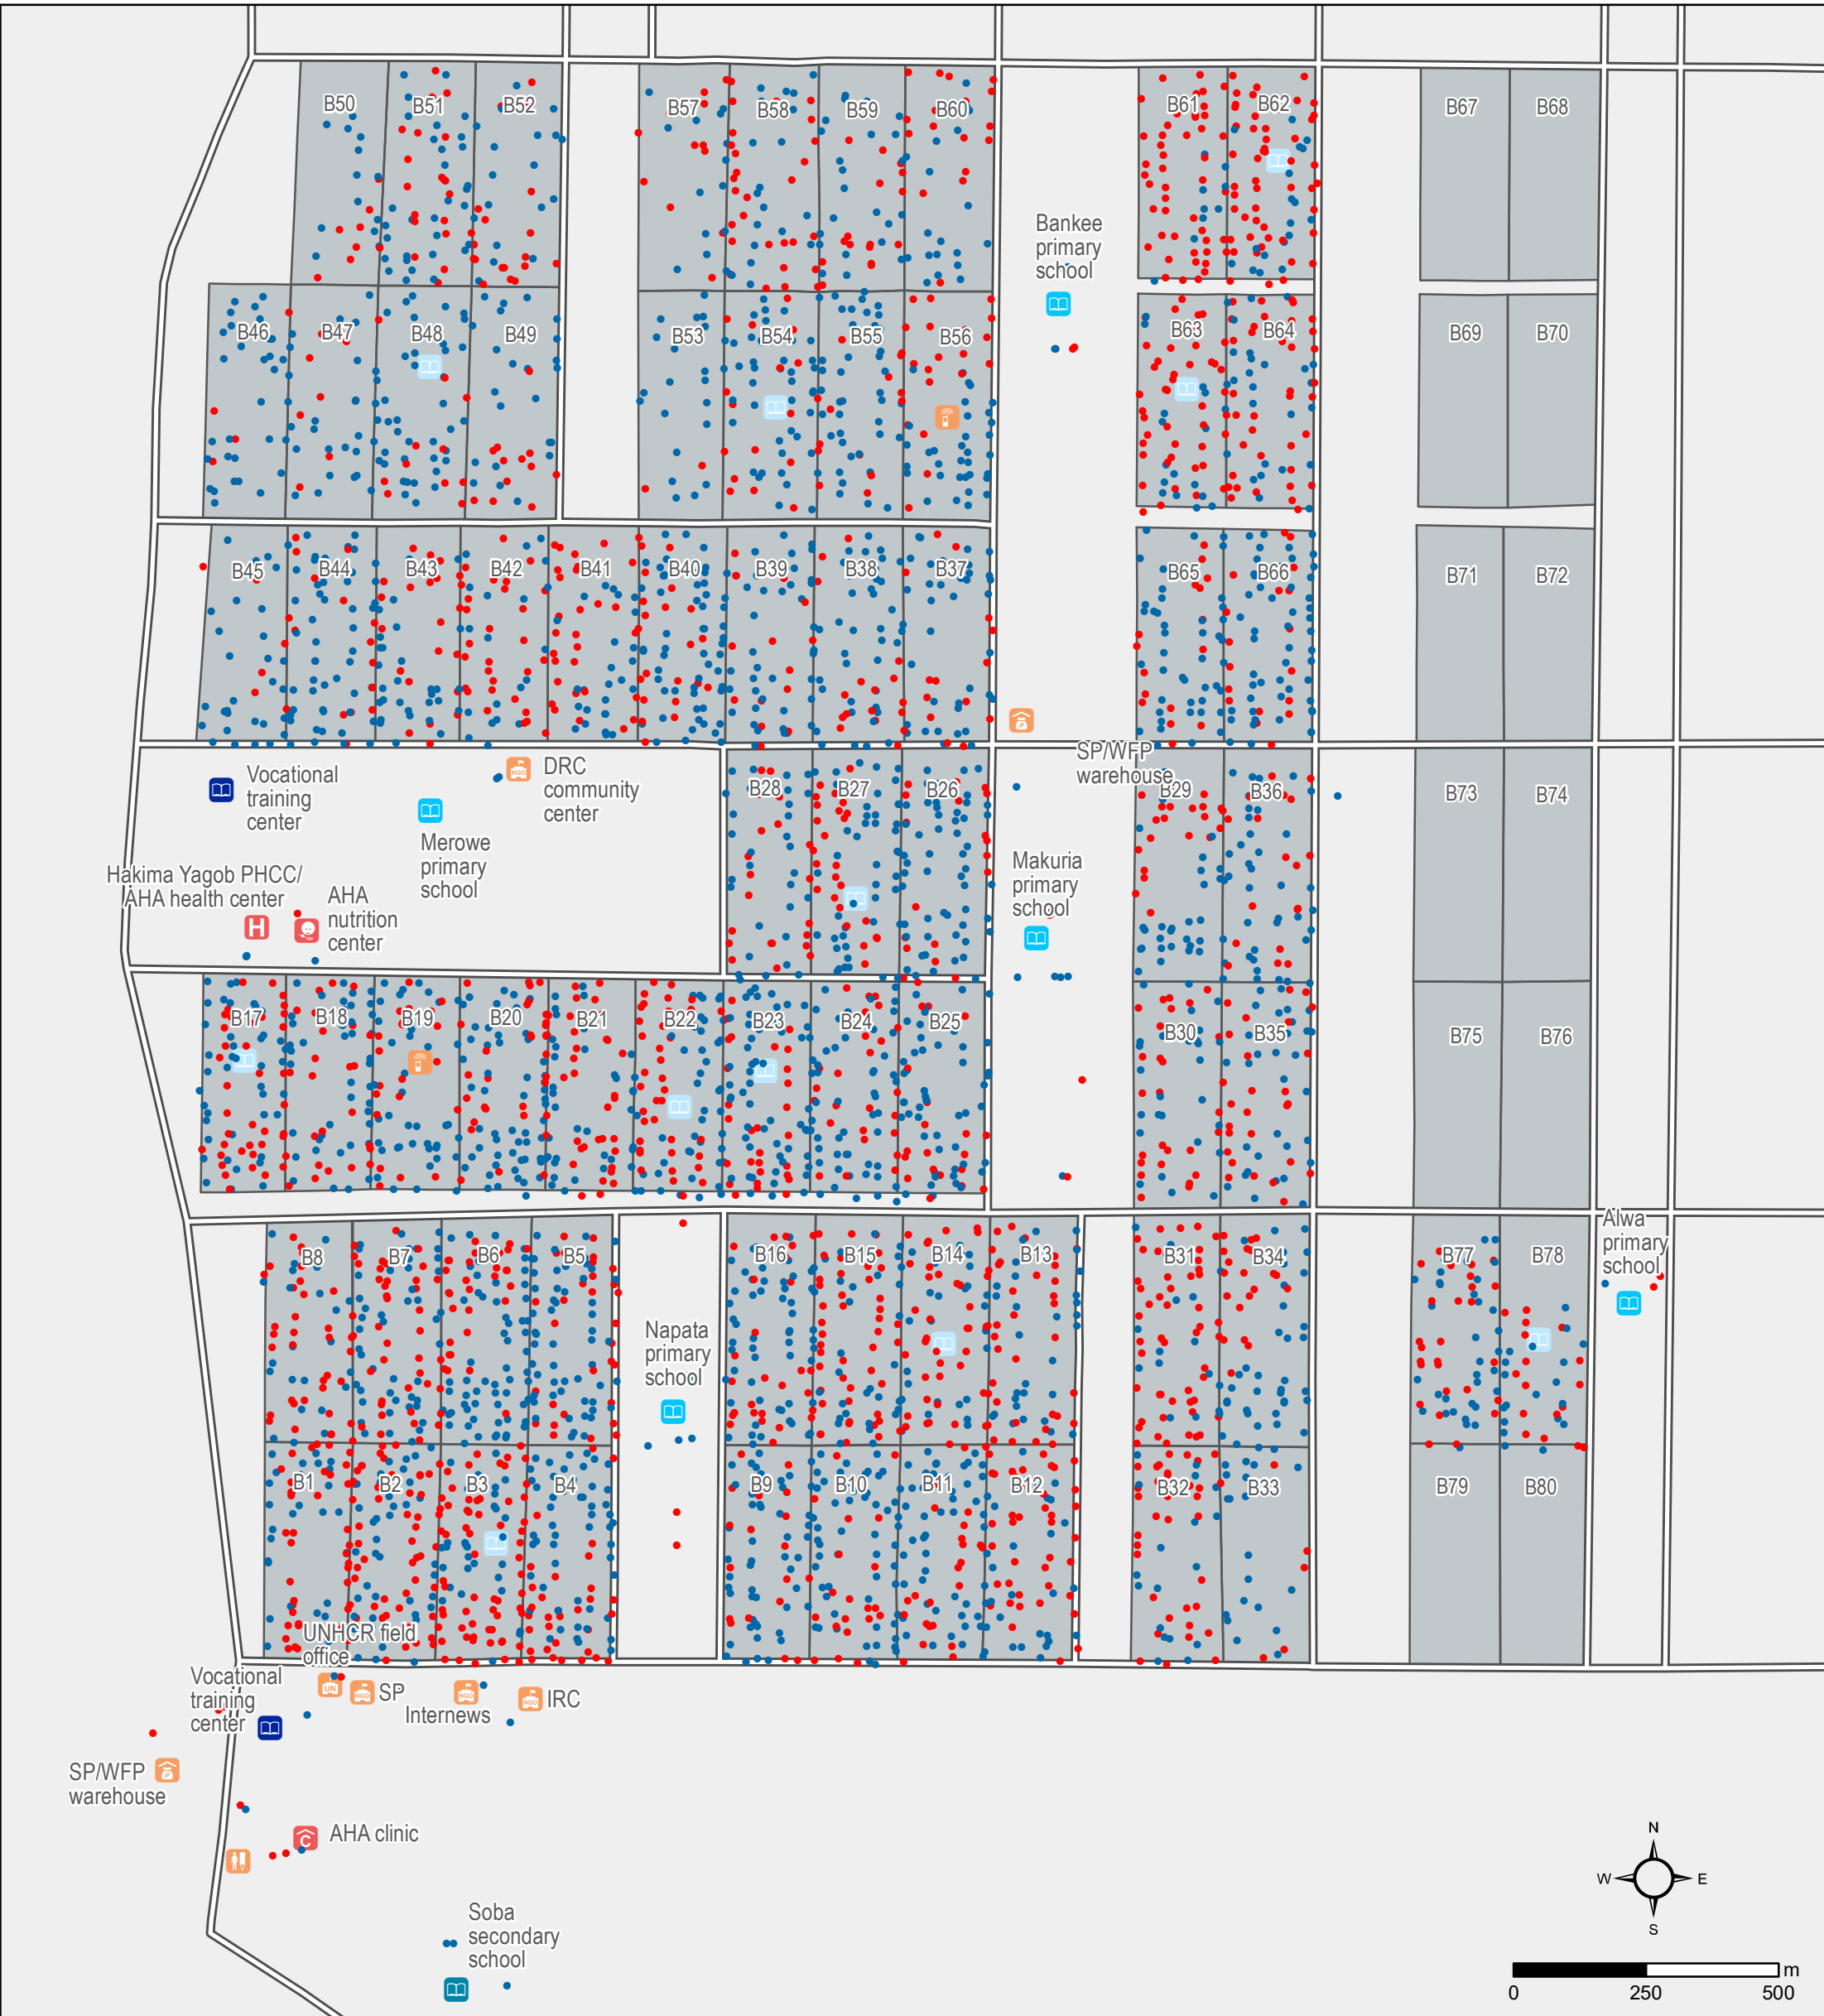 B50
B51
B52
B57
B58
B59
B60
B61
B62
B67
B68
Bankee
primary
school
B46
B47
B48
B49
B53
B54
B55
B56
B63
B64
B69
B70
B45
B44
B43
B42
B41
B40
B39
B38
B37
B65
B66
B71
B72
SP/WFP
warehouse
Vocational
training
center
NGO
DRC
community
center
Merowe
primary
school
B28
B27
B26
B29
B36
B73
B74
Hakima Yagob PHCC/
AHA health center
H
AHA
nutrition
center
Makuria
primary
school
B17
B18
B19
B20
B21
B22
B23
B24
B25
B30
B35
B75
B76
B8
B7
B6
B5
B16
B15
B14
B13
B31
B34
B77
B78
Alwa
primary
school
Napata
primary
school
B1
B2
B3
B4
B9
B10
B11
B12
B32
B33
B79
B80
UNHCR field
office
UN
NGO
SP
NGO
Internews
NGO
IRC
Vocational
training
center
SP/WFP
warehouse
C
AHA clinic
Soba
secondary
school
N
W
E
S
m
0
250
500